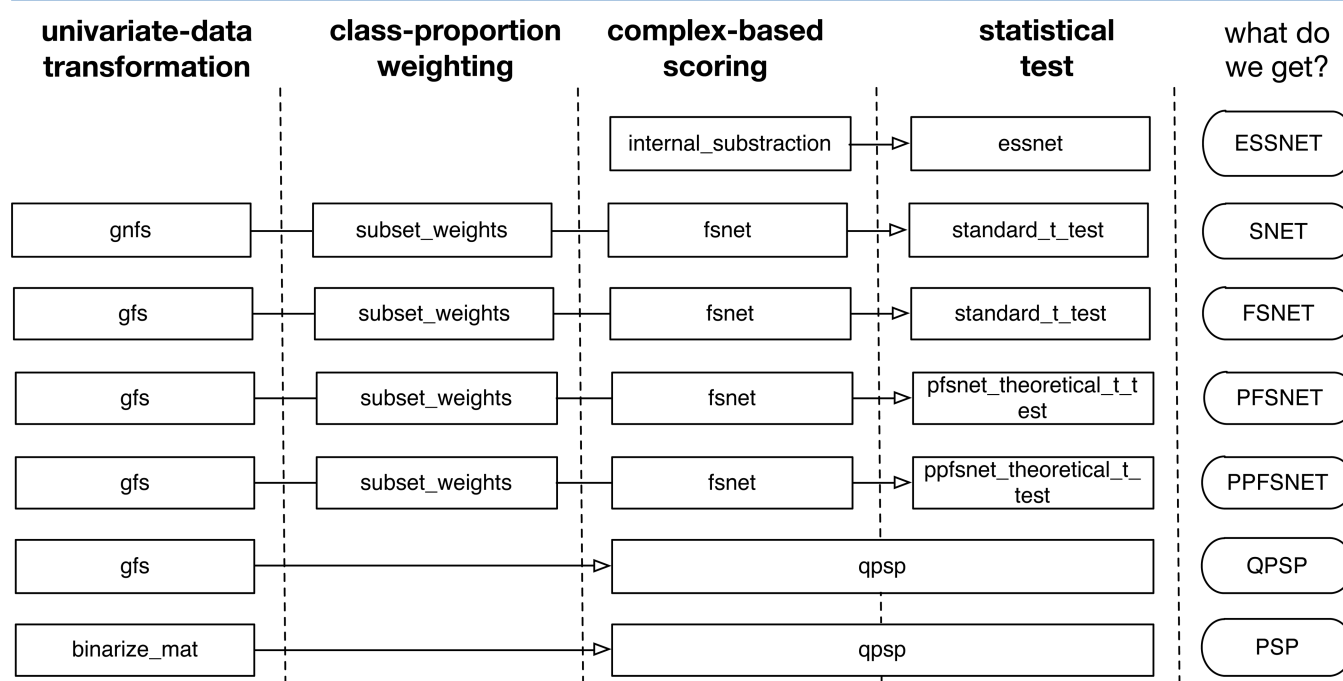 univariate-data
transformation
class-proportion
weighting
complex-based
scoring
statistical
test
what do
we get?
internal_substraction
essnet
ESSNET
gnfs
subset_weights
fsnet
standard_t_test
SNET
gfs
subset_weights
fsnet
standard_t_test
FSNET
gfs
subset_weights
fsnet
pfsnet_theoretical_t_t
est
PFSNET
gfs
subset_weights
fsnet
ppfsnet_theoretical_t_
test
PPFSNET
gfs
qpsp
QPSP
binarize_mat
qpsp
PSP